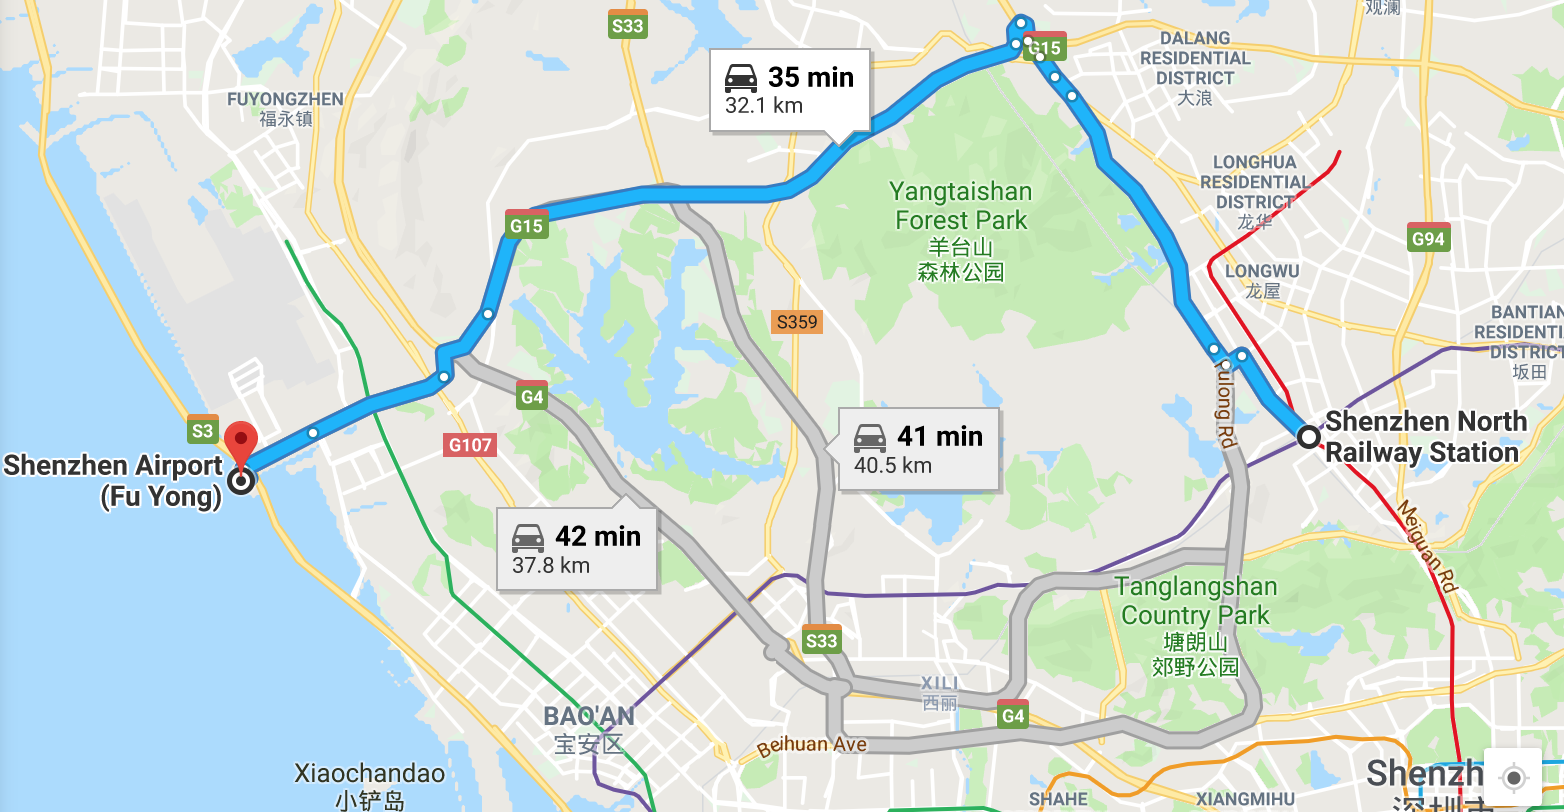 S33
观澜
G15
DALANG
RESIDENTIAL
DISTRICT
大浪
35 min
32.1 km
FUYONGZHEN
福永镇
LONGHUA
RESIDENTIAL
DISTRICT
龙华
Yangtaishan
Forest Park
羊台山
森林公园
G15
G94
LONGWU
龙屋
S359
BANTIAN
RESIDENTI
DISTRICT
坂田
G4
S3
G107
Shenzhen Airport
(Fu Yong)
41 min
40.5 km
Fulong Rd
Shenzhen North
Railway Station
42 min
37.8 km
Meiguan Rd
Tanglangshan
Country Park
塘朗山
郊野公园
S33
XILI
西丽
G4
BAO'AN
宝安区
Beihuan Ave
Xiaochandao
小铲岛
Shenzh
深圳市
SHAHE
XIANGMIHU